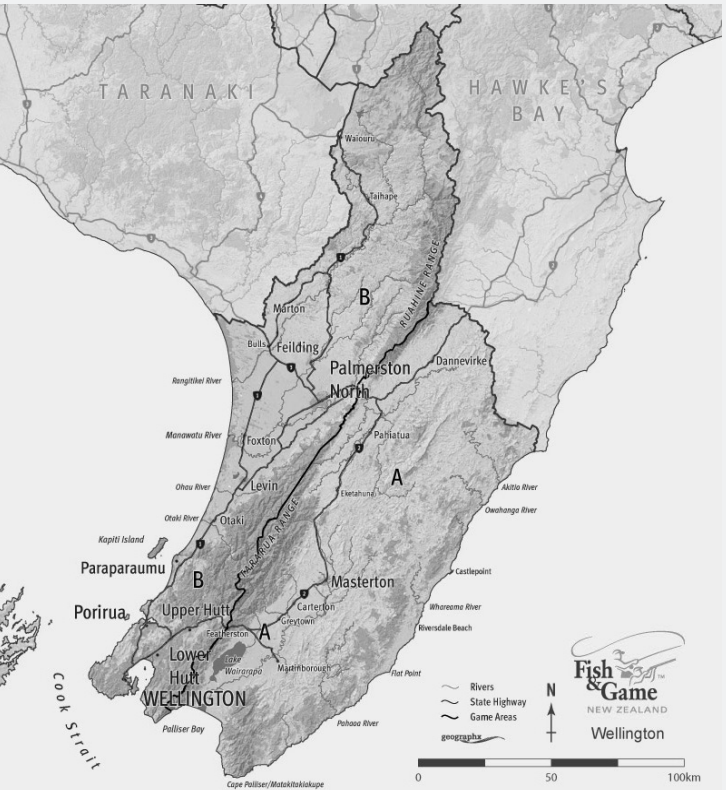 TARANAKI
HAWKE'S
BAY
Waiouru
Taihape
RUAHINE RANGE
B
Marton
Bulls
Feilding
Palmerston
North
Dannevirke
Rangitikei River
Manawatu River
Foxton
Pahiatua
A
Levin
Ohau River
Eketahuna
Akitio River
Otaki River
Otaki
Owahanga River
TARARUA RANGE
Kapiti Island
Paraparaumu
B
Castlepoint
Masterton
Porirua
Upper Hutt
Carterton
Whareama River
Greytown
Featherston
A
Riversdale Beach
Lower
Hutt
Lake
Wairarapa
Martinborough
Flat Point
WELLINGTON
Cook Strait
Palliser Bay
Pahaoa River
Cape Palliser/Matakitakiakupe
Rivers
State Highway
Game Areas
geographx
N
Fish
&Game
TM
NEW ZEALAND
Wellington
0
50
100km